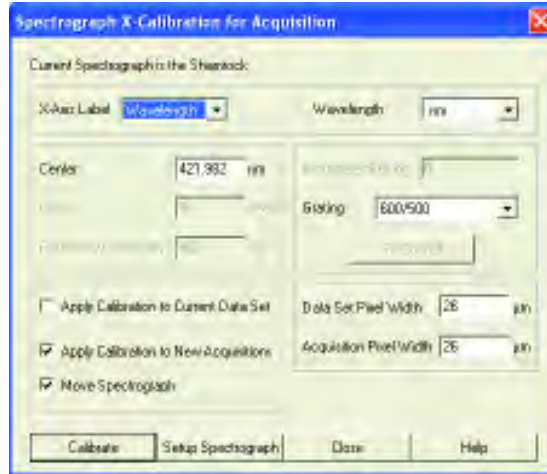 Spectrograph X-Calibration for Acquisition
Current Spectrograph is the Shamrock
X-Axis Label Wavelength
Wavelength nm
Center 421.982 nm
Grating 600/500
Apply Calibration to Current Data Set
Apply Calibration to New Acquisitions
Move Spectrograph
Data Set Pixel Width 26 µm
Acquisition Pixel Width 26 µm
Calibrate Setup Spectrograph Close Help